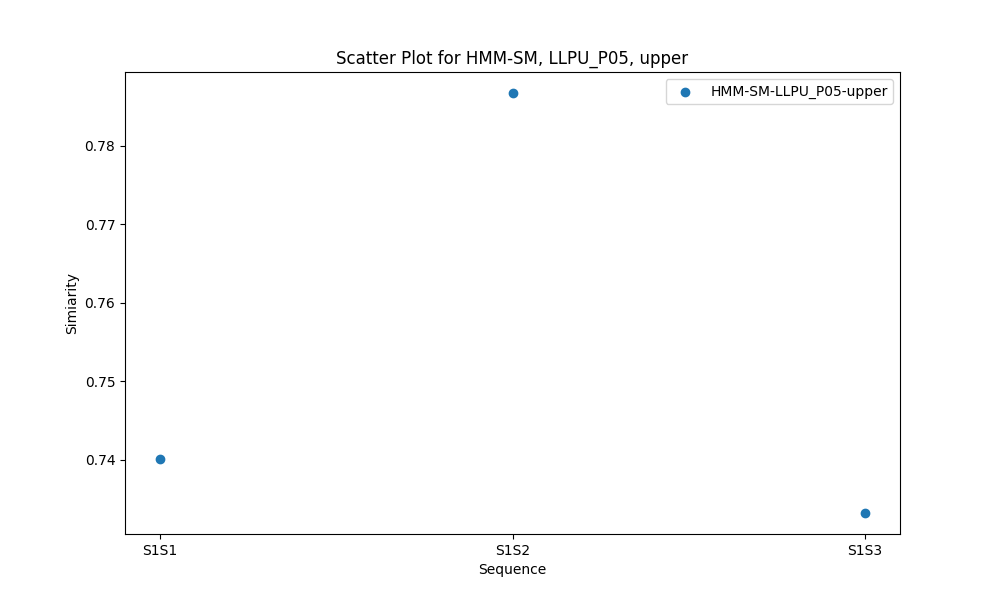 Scatter Plot for HMM-SM, LLPU_P05, upper
HMM-SM-LLPU_P05-upper
0.78
0.77
0.76
0.75
0.74
Simiarity
S1S1 S1S2 S1S3
Sequence